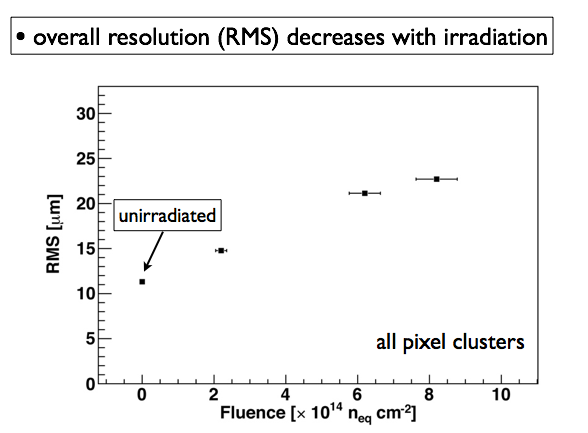 • overall resolution (RMS) decreases with irradiation
30
25
20
15
10
5
0
RMS [μm]
unirradiated
all pixel clusters
0 2 4 6 8 10
Fluence [× 10¹⁴ n_eq cm⁻²]